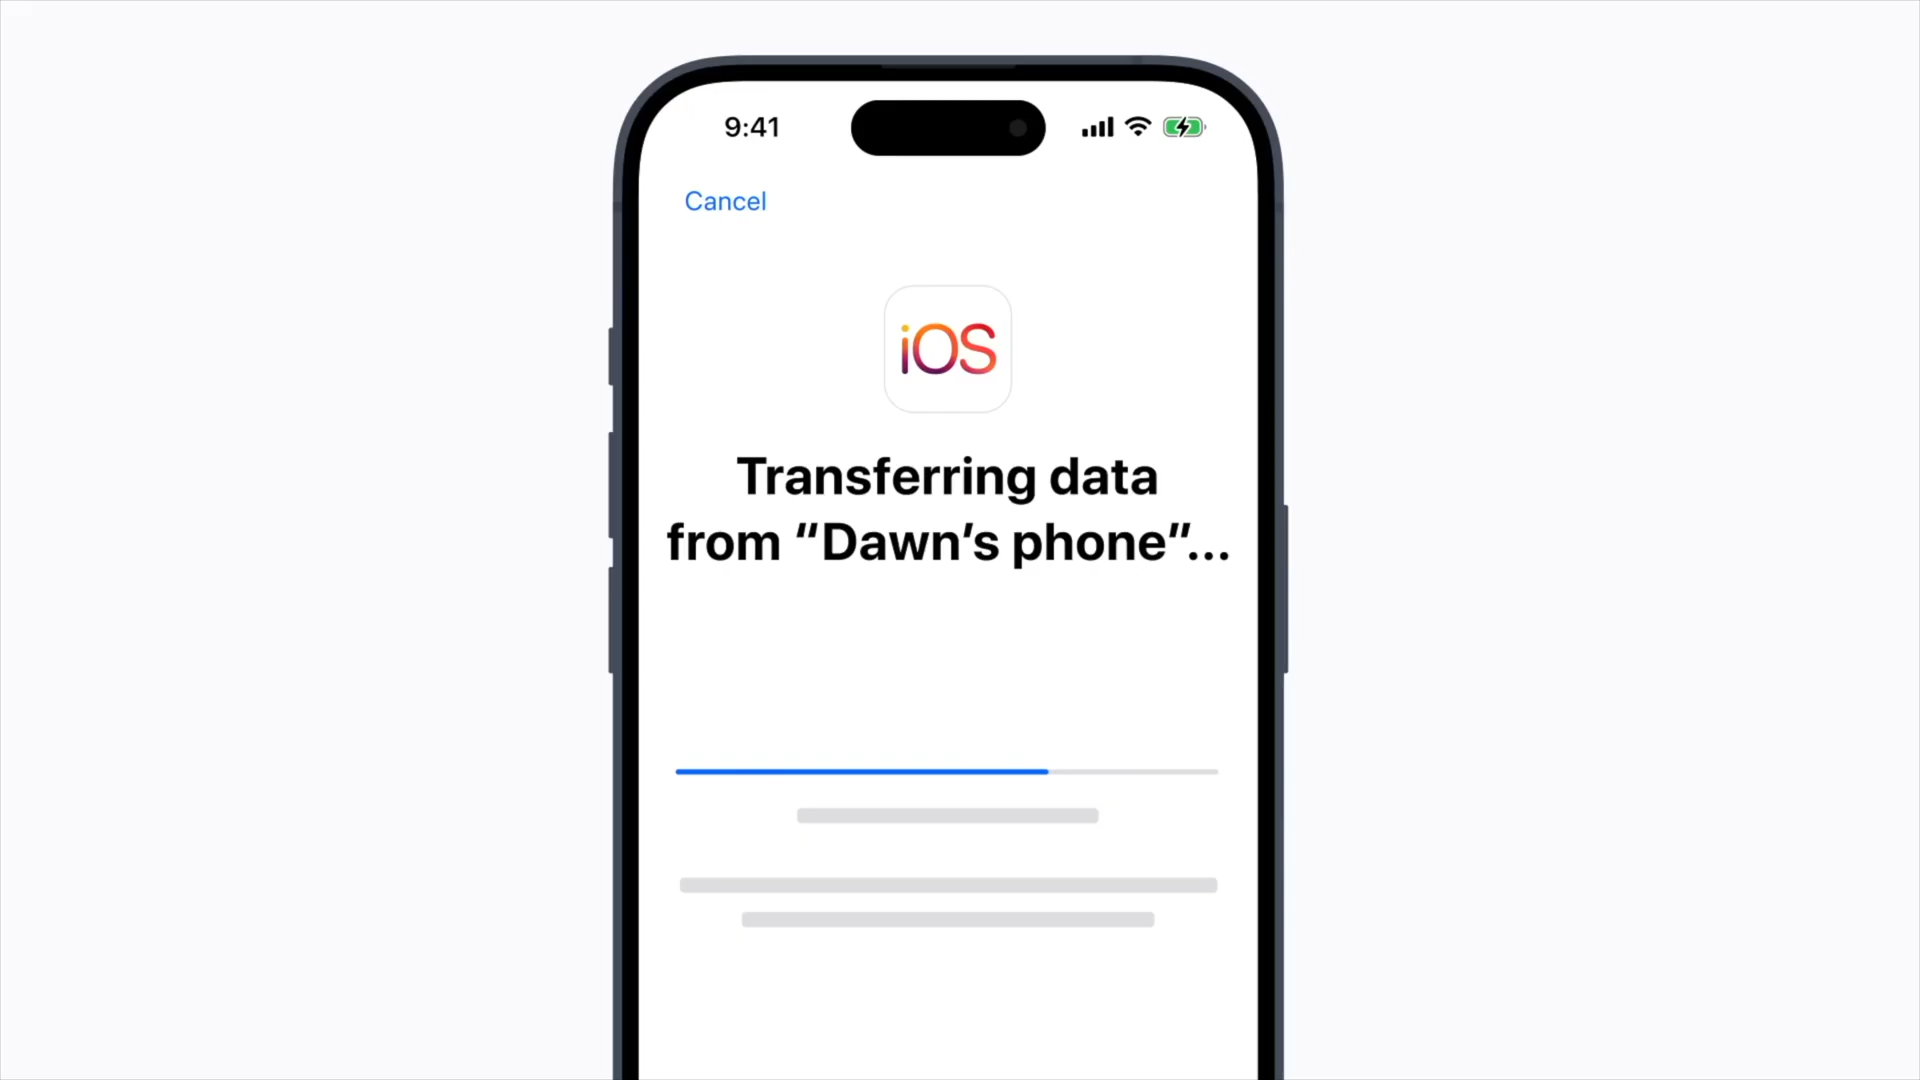 9:41
Cancel
iOS
Transferring data
from “Dawn’s phone”...